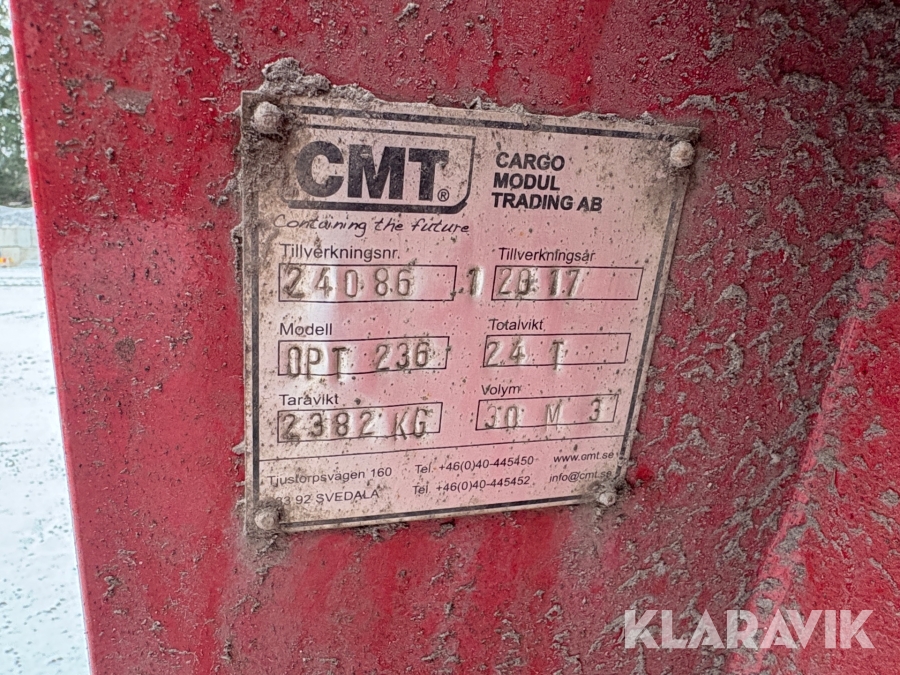 CMT®
CARGO
MODUL
TRADING AB
Containing the future
Tillverkningsnr. Tillverkningsår
24086.1 2017
Modell Totalvikt
OPT 236 24 T
Taravikt Volym
2382 KG 30 M 3
Tjustorpsvägen 160 Tel. +46(0)40-445450 www.cmt.se
33 92 SVEDALA Tel. +46(0)40-445452 info@cmt.se
KLARAVIK